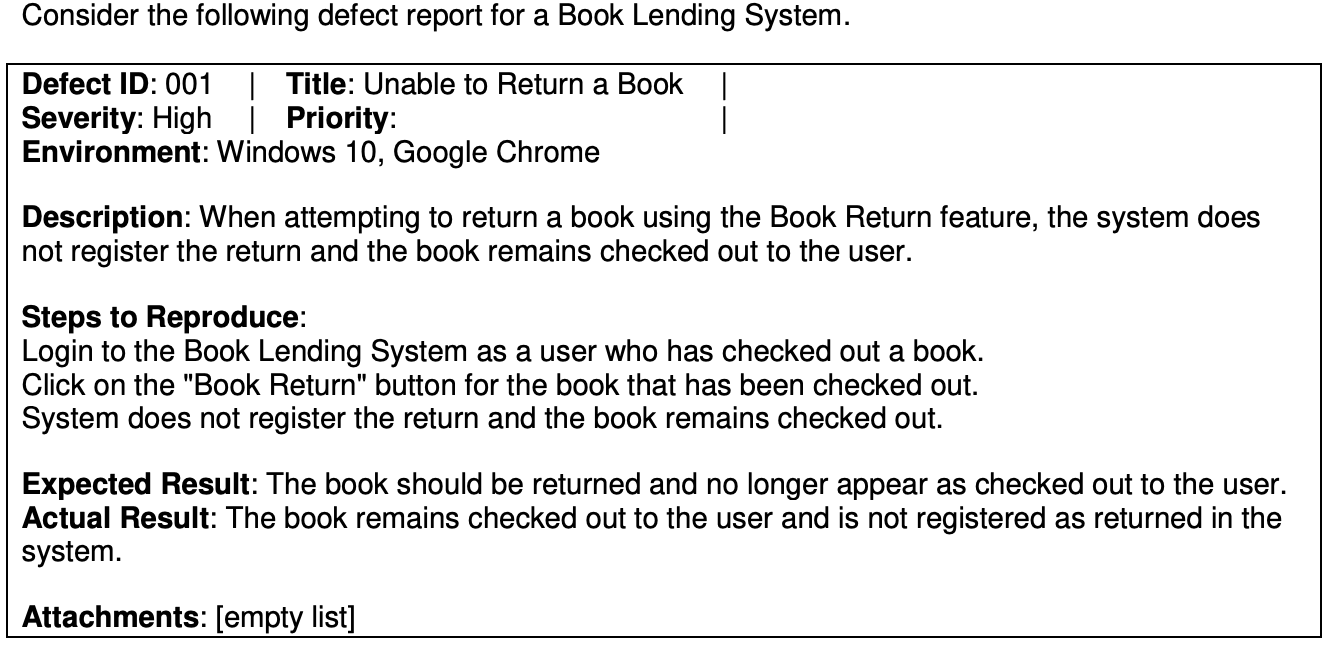 Consider the following defect report for a Book Lending System.
Defect ID: 001 | Title: Unable to Return a Book |
Severity: High | Priority: |
Environment: Windows 10, Google Chrome
Description: When attempting to return a book using the Book Return feature, the system does
not register the return and the book remains checked out to the user.
Steps to Reproduce:
Login to the Book Lending System as a user who has checked out a book.
Click on the "Book Return" button for the book that has been checked out.
System does not register the return and the book remains checked out.
Expected Result: The book should be returned and no longer appear as checked out to the user.
Actual Result: The book remains checked out to the user and is not registered as returned in the
system.
Attachments: [empty list]